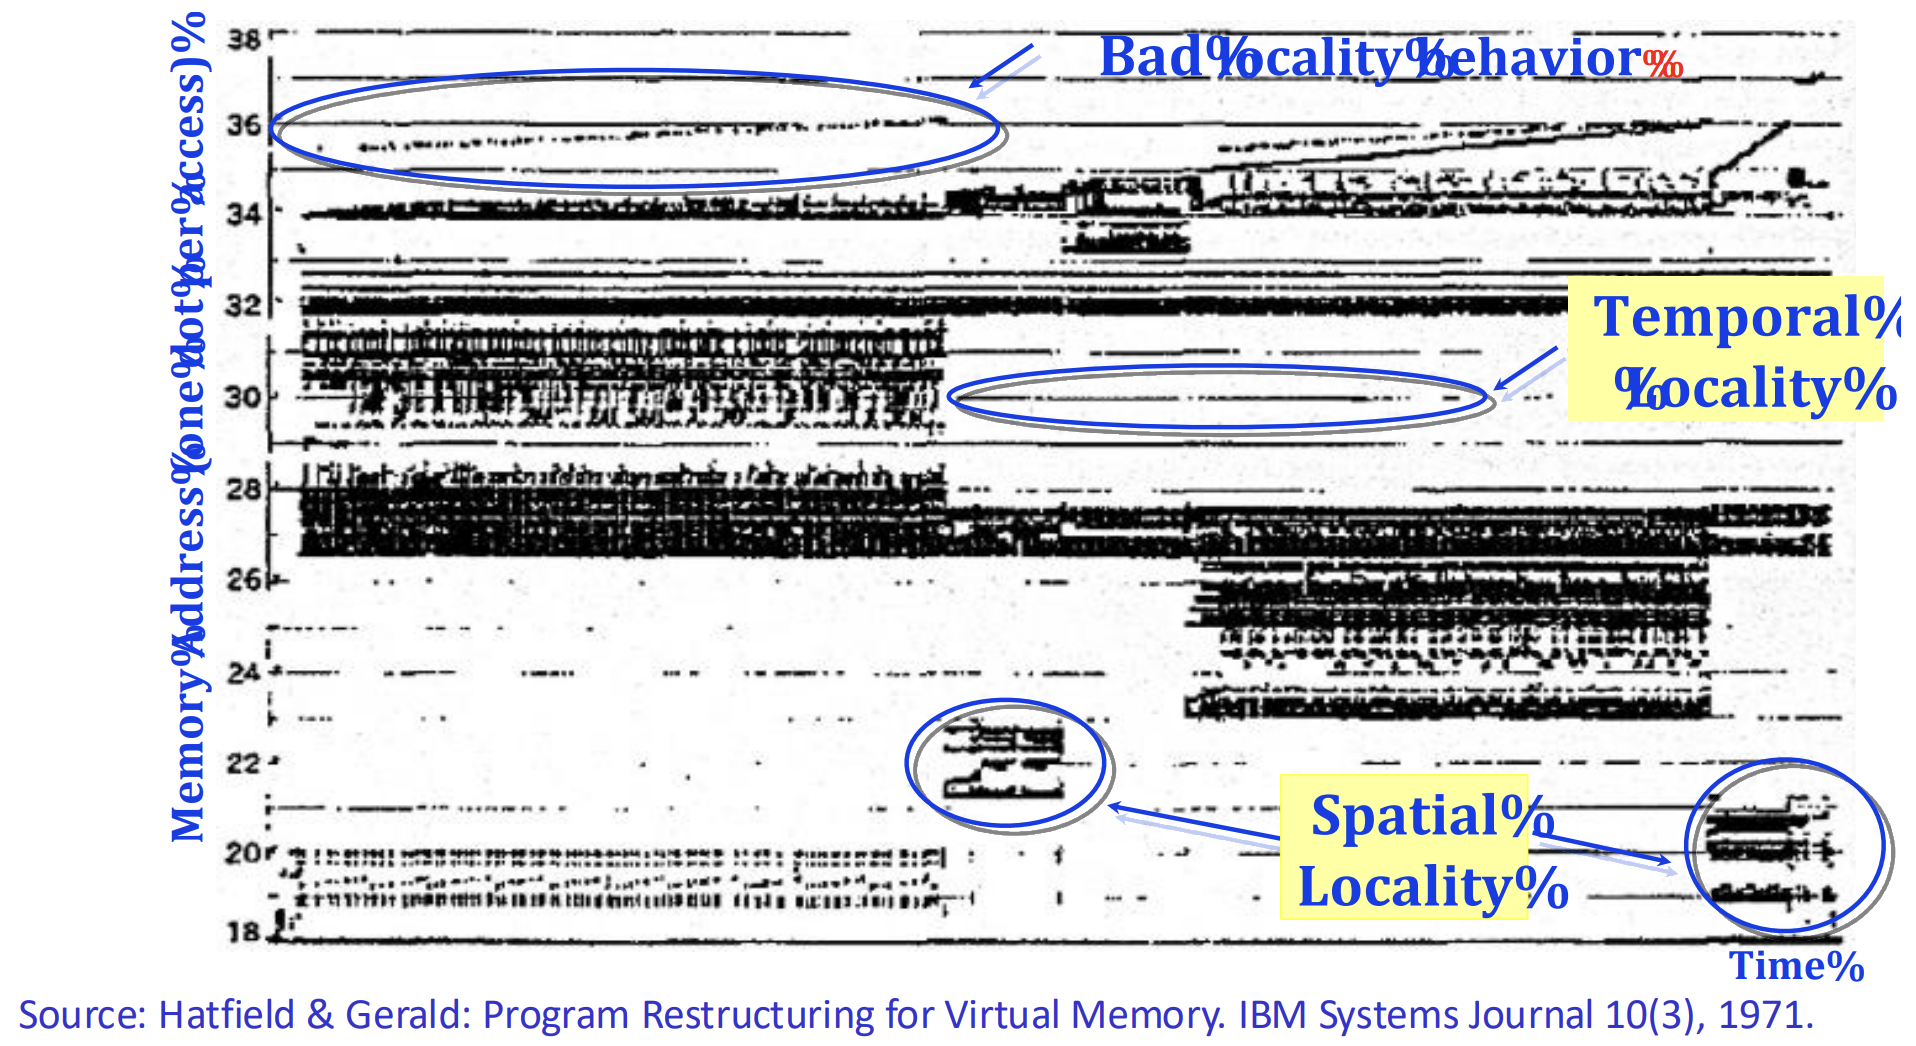 Bad% locality% behavior%%
Memory% Address% (one% dot% per% access)%
38
36
34
32
30
28
26
24
22
20
18
Temporal%
% Locality%
Spatial%
Locality%
Time%
Source: Hatfield & Gerald: Program Restructuring for Virtual Memory. IBM Systems Journal 10(3), 1971.